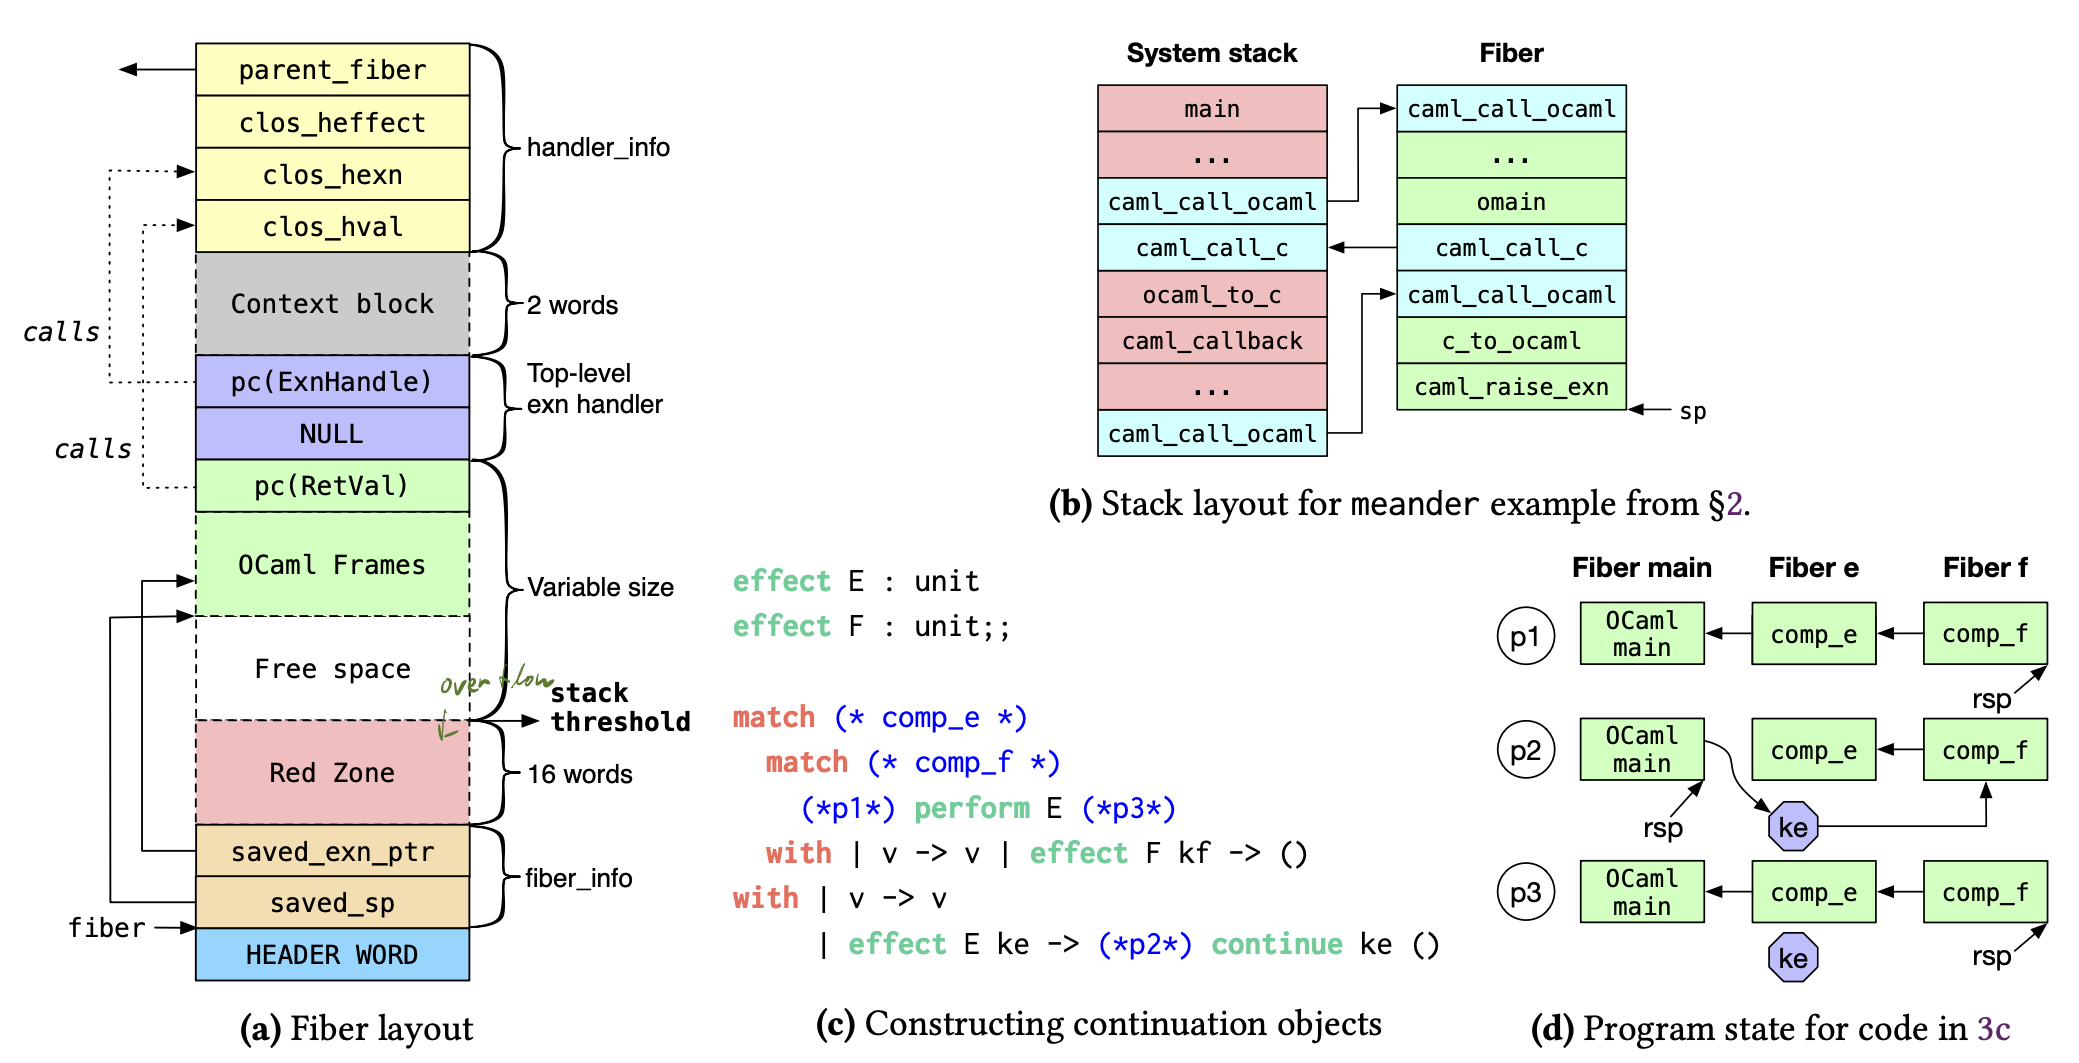 parent_fiber
clos_heffect
clos_hexn
clos_hval
handler_info
Context block
2 words
calls
pc(ExnHandle)
NULL
Top-level
exn handler
calls
pc(RetVal)
OCaml Frames
Variable size
Free space
overflow
stack
threshold
Red Zone
16 words
saved_exn_ptr
saved_sp
fiber_info
fiber
HEADER WORD
(a) Fiber layout
System stack
main
...
caml_call_ocaml
caml_call_c
ocaml_to_c
caml_callback
...
caml_call_ocaml
Fiber
caml_call_ocaml
...
omain
caml_call_c
caml_call_ocaml
c_to_ocaml
caml_raise_exn
sp
(b) Stack layout for meander example from §2.
effect E : unit
effect F : unit;;
match (* comp_e *)
match (* comp_f *)
(*p1*) perform E (*p3*)
with | v -> v | effect F kf -> ()
with | v -> v
| effect E ke -> (*p2*) continue ke ()
(c) Constructing continuation objects
Fiber main Fiber e Fiber f
p1
OCaml
main
comp_e
comp_f
rsp
p2
OCaml
main
comp_e
comp_f
rsp
ke
p3
OCaml
main
comp_e
comp_f
ke
rsp
(d) Program state for code in 3c